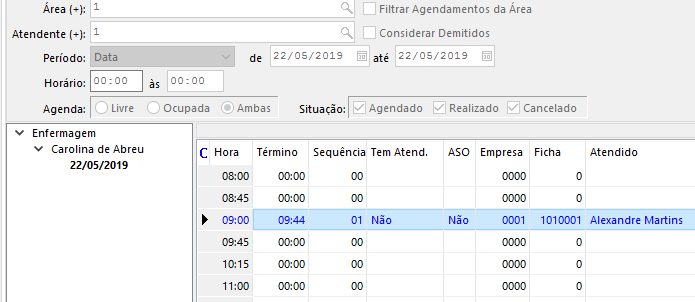 Área (+): 1 Filtrar Agendamentos da Área
Atendente (+): 1 Considerar Demitidos
Período: Data de 22/05/2019 até 22/05/2019
Horário: 00:00 às 00:00
Agenda: Livre Ocupada Ambas Situação: Agendado Realizado Cancelado
Enfermagem
Carolina de Abreu
22/05/2019
C Hora Término Sequência Tem Atend. ASO Empresa Ficha Atendido
08:00 00:00 00 0000 0
08:45 00:00 00 0000 0
09:00 09:44 01 Não Não 0001 1010001 Alexandre Martins
09:45 00:00 00 0000 0
10:15 00:00 00 0000 0
11:00 00:00 00 0000 0